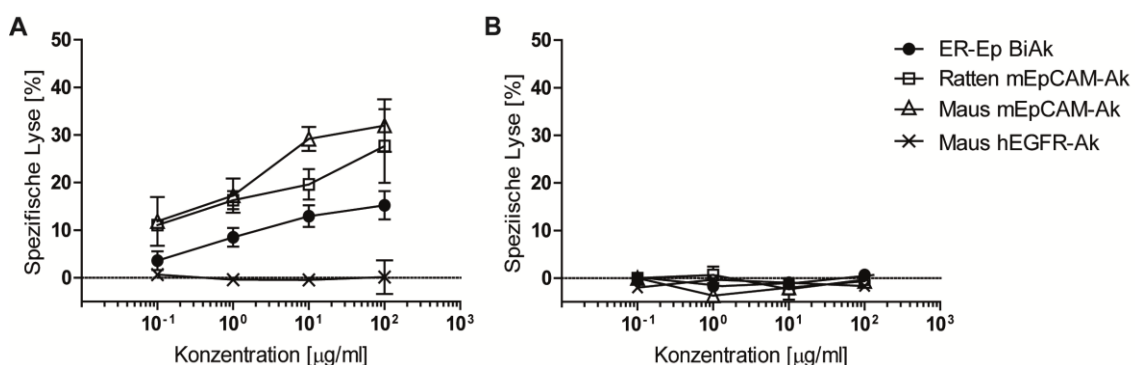 A
Spezifische Lyse [%]
50
40
30
20
10
0
10⁻¹ 10⁰ 10¹ 10² 10³
Konzentration [µg/ml]
B
Speziische Lyse [%]
50
40
30
20
10
0
10⁻¹ 10⁰ 10¹ 10² 10³
Konzentration [µg/ml]
ER-Ep BiAk
Ratten mEpCAM-Ak
Maus mEpCAM-Ak
Maus hEGFR-Ak